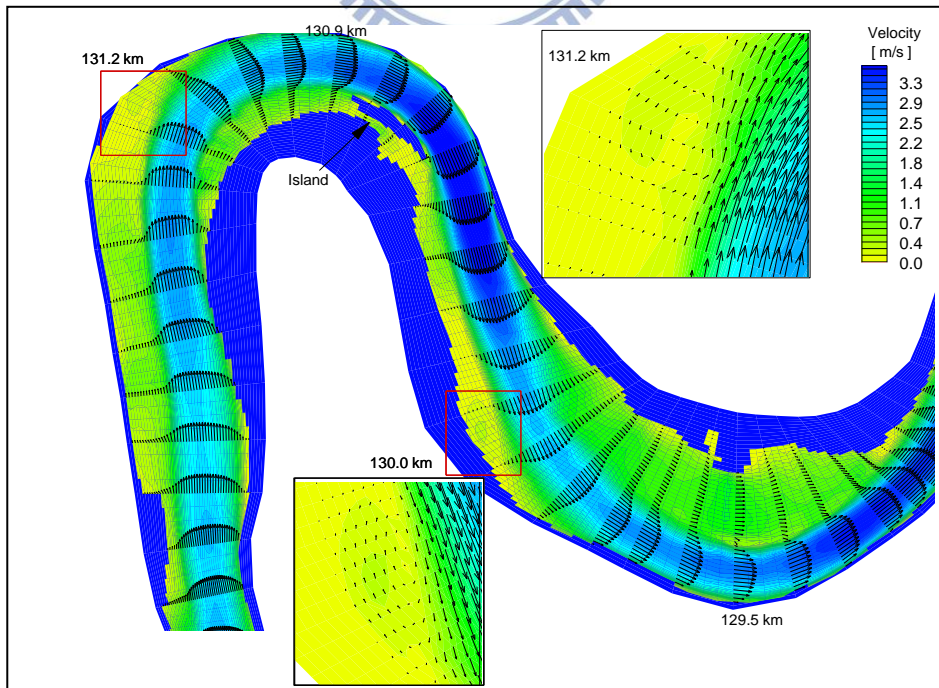 130.9 km
131.2 km
131.2 km
Velocity
[ m/s ]
3.3
2.9
2.5
2.2
1.8
1.4
1.1
0.7
0.4
0.0
Island
130.0 km
129.5 km